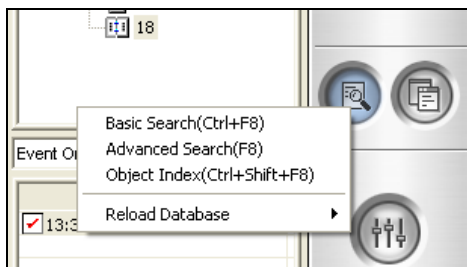 18
Basic Search(Ctrl+F8)
Advanced Search(F8)
Event
Object Index(Ctrl+Shift+F8)
Reload Database
13:3